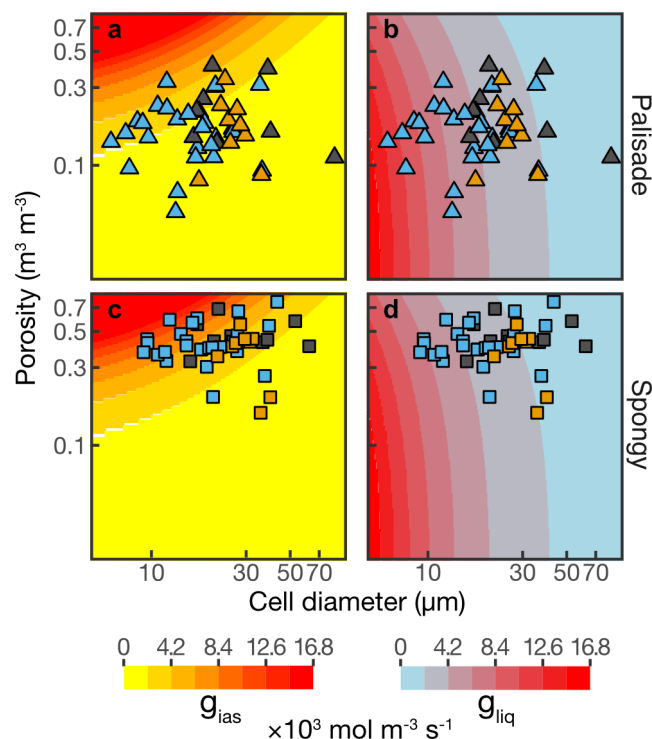 a
b
0.7
0.5
0.3
0.1
Palisade
Porosity (m³ m⁻³)
c
d
0.7
0.5
0.3
0.1
Spongy
10 30 50 70
10 30 50 70
Cell diameter (µm)
0 4.2 8.4 12.6 16.8
0 4.2 8.4 12.6 16.8
g_ias
g_liq
×10³ mol m⁻³ s⁻¹